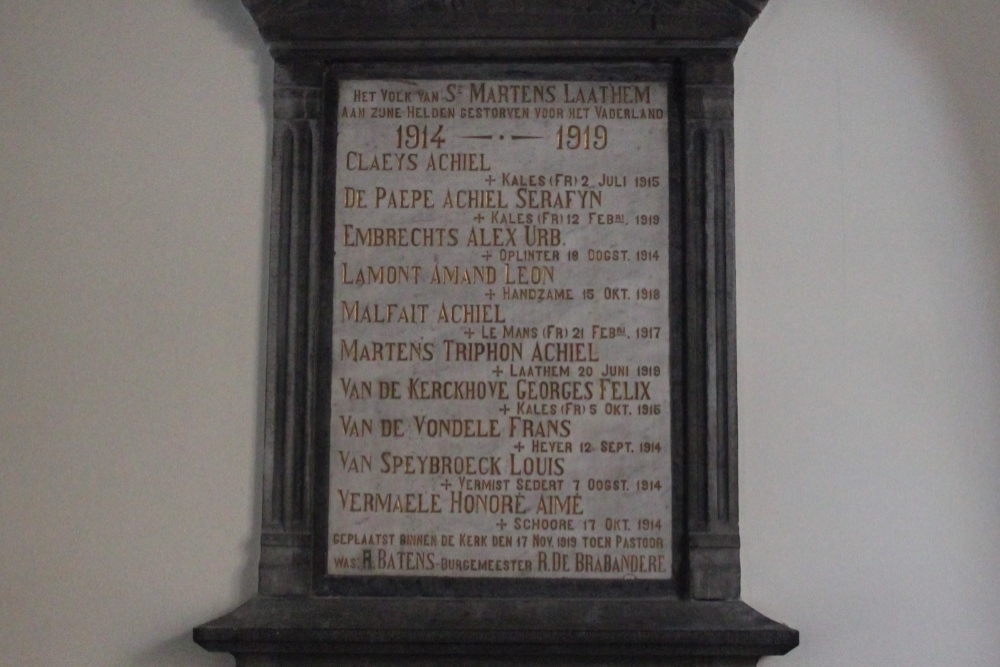 Het Volk van St Martens Laathem
aan zijne Helden gestorven voor het Vaderland
1914 — · — 1919
Claeys Achiel
+ Kales (Fr) 2 Juli 1915
De Paepe Achiel Serafyn
+ Kales (Fr) 12 Febri. 1919
Embrechts Alex Urb.
+ Oplinter 18 Oogst. 1914
Lamont Amand Leon
+ Handzame 15 Okt. 1918
Malfait Achiel
+ Le Mans (Fr) 21 Febri. 1917
Martens Triphon Achiel
+ Laathem 20 Juni 1919
Van de Kerckhove Georges Felix
+ Kales (Fr) 5 Okt. 1915
Van de Vondele Frans
+ Hever 12 Sept. 1914
Van Speybroeck Louis
+ Vermist Sedert 7 Oogst. 1914
Vermaele Honoré Aimé
+ Schoore 17 Okt. 1914
Geplaatst binnen de Kerk den 17 Nov. 1919 toen Pastoor
was: R. Batens - Burgemeester R. De Brabandere